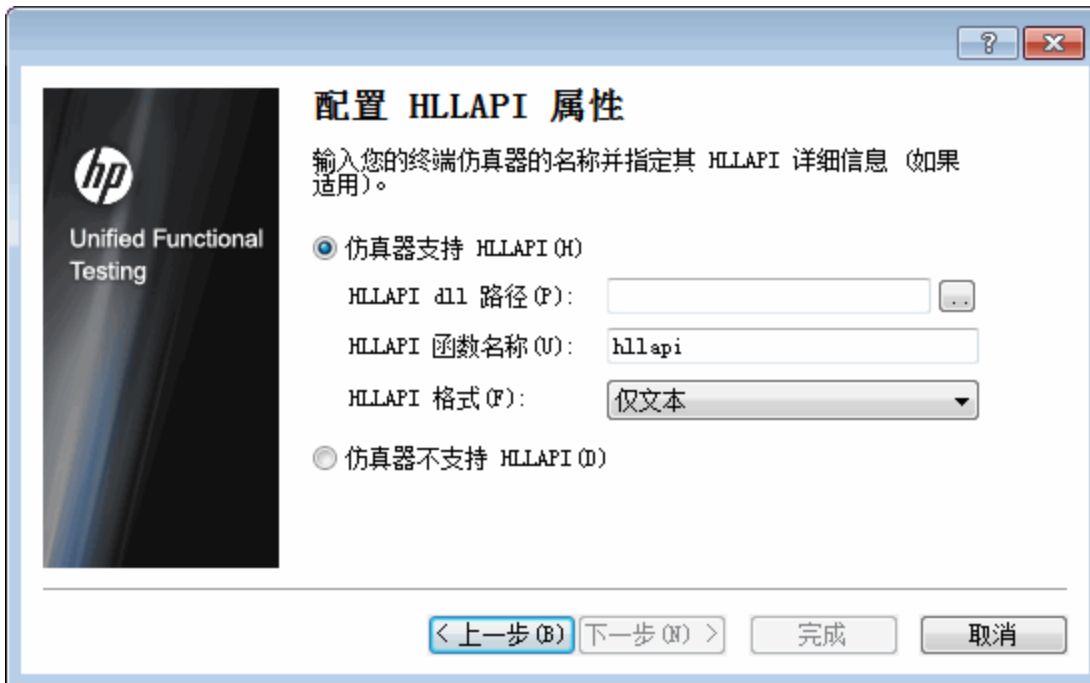 配置 HLLAPI 属性
输入您的终端仿真器的名称并指定其 HLLAPI 详细信息 (如果
适用)。
hp
Unified Functional
Testing
仿真器支持 HLLAPI(H)
HLLAPI dll 路径(P):
..
HLLAPI 函数名称(U): hllapi
HLLAPI 格式(F): 仅文本
仿真器不支持 HLLAPI(D)
< 上一步(B) 下一步(N) > 完成 取消